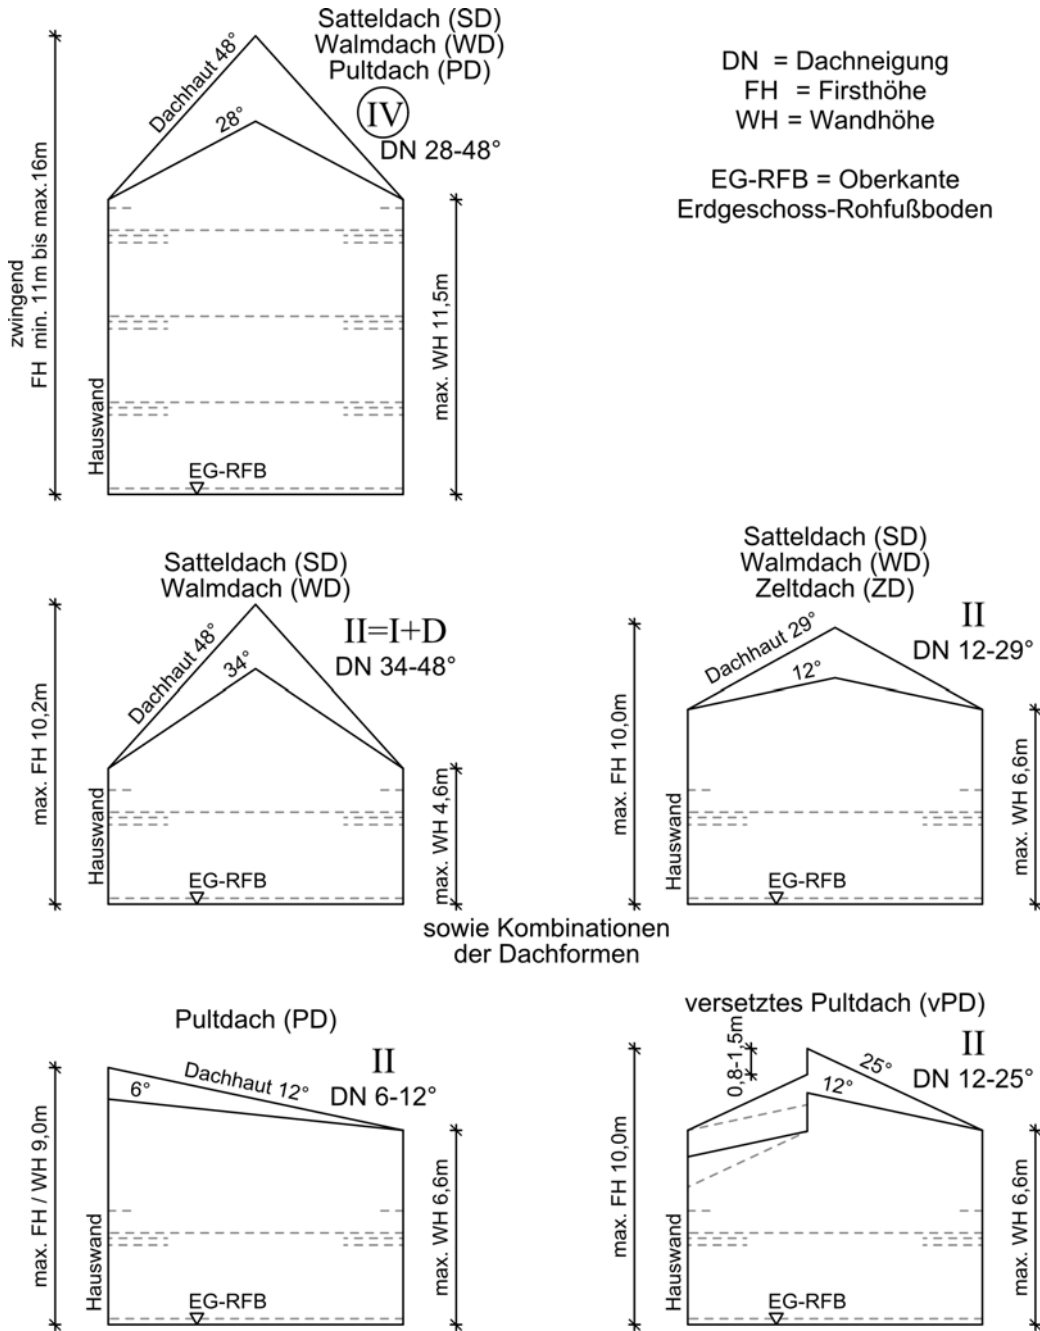 Satteldach (SD)
Walmdach (WD)
Pultdach (PD)
IV
DN 28-48°
Dachhaut 48°
28°
zwingend
FH min. 11m bis max.16m
max. WH 11,5m
Hauswand
EG-RFB
DN = Dachneigung
FH = Firsthöhe
WH = Wandhöhe
EG-RFB = Oberkante
Erdgeschoss-Rohfußboden
Satteldach (SD)
Walmdach (WD)
II=I+D
DN 34-48°
Dachhaut 48°
34°
max. FH 10,2m
max. WH 4,6m
Hauswand
EG-RFB
Satteldach (SD)
Walmdach (WD)
Zeltdach (ZD)
II
DN 12-29°
Dachhaut 29°
12°
max. FH 10,0m
max. WH 6,6m
Hauswand
EG-RFB
sowie Kombinationen
der Dachformen
Pultdach (PD)
II
DN 6-12°
Dachhaut 12°
6°
max. FH / WH 9,0m
max. WH 6,6m
Hauswand
EG-RFB
versetztes Pultdach (vPD)
II
DN 12-25°
0,8-1,5m
25°
12°
max. FH 10,0m
max. WH 6,6m
Hauswand
EG-RFB